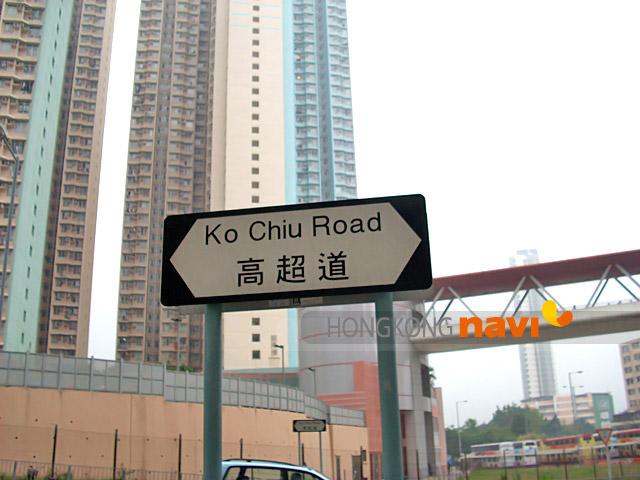 Ko Chiu Road
高超道
HONGKONG navi